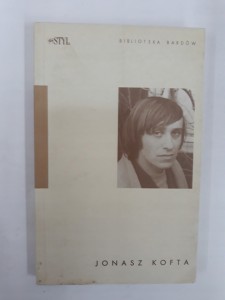 STYL
BIBLIOTEKA BARDÓW
JONASZ KOFTA